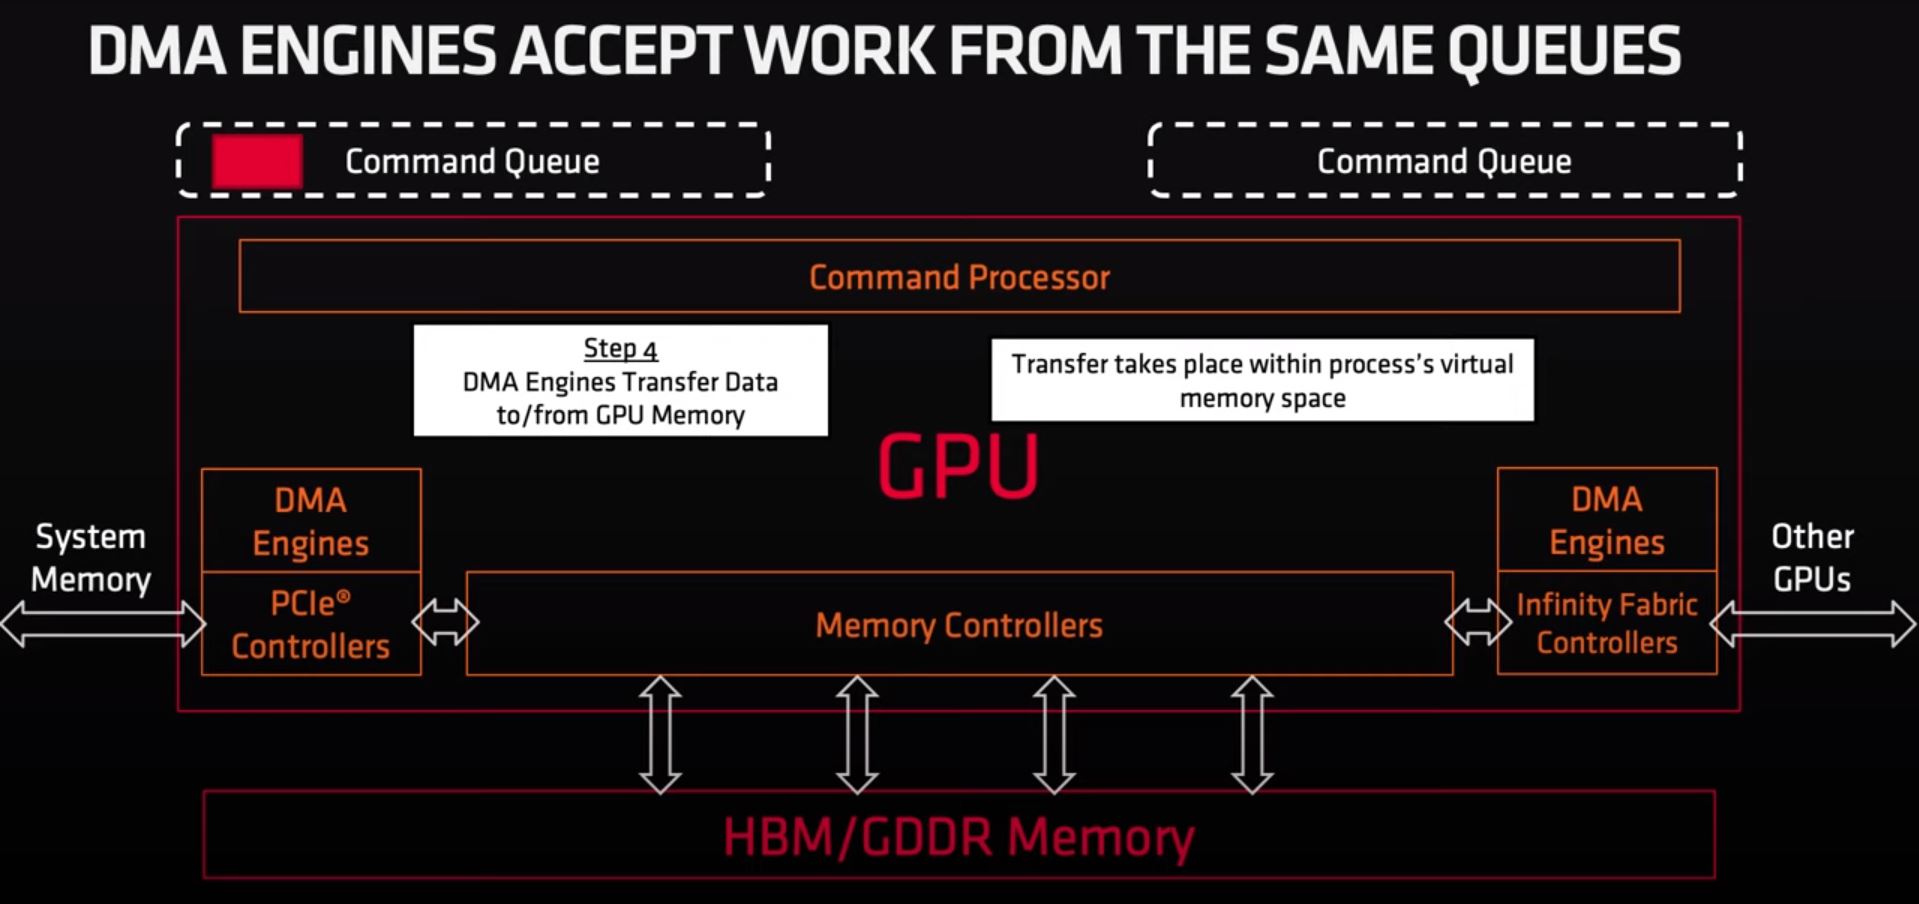 DMA ENGINES ACCEPT WORK FROM THE SAME QUEUES
Command Queue
Command Queue
Command Processor
Step 4
DMA Engines Transfer Data
to/from GPU Memory
Transfer takes place within process's virtual
memory space
GPU
DMA
Engines
DMA
Engines
System
Memory
Other
GPUs
PCIe®
Controllers
Memory Controllers
Infinity Fabric
Controllers
HBM/GDDR Memory